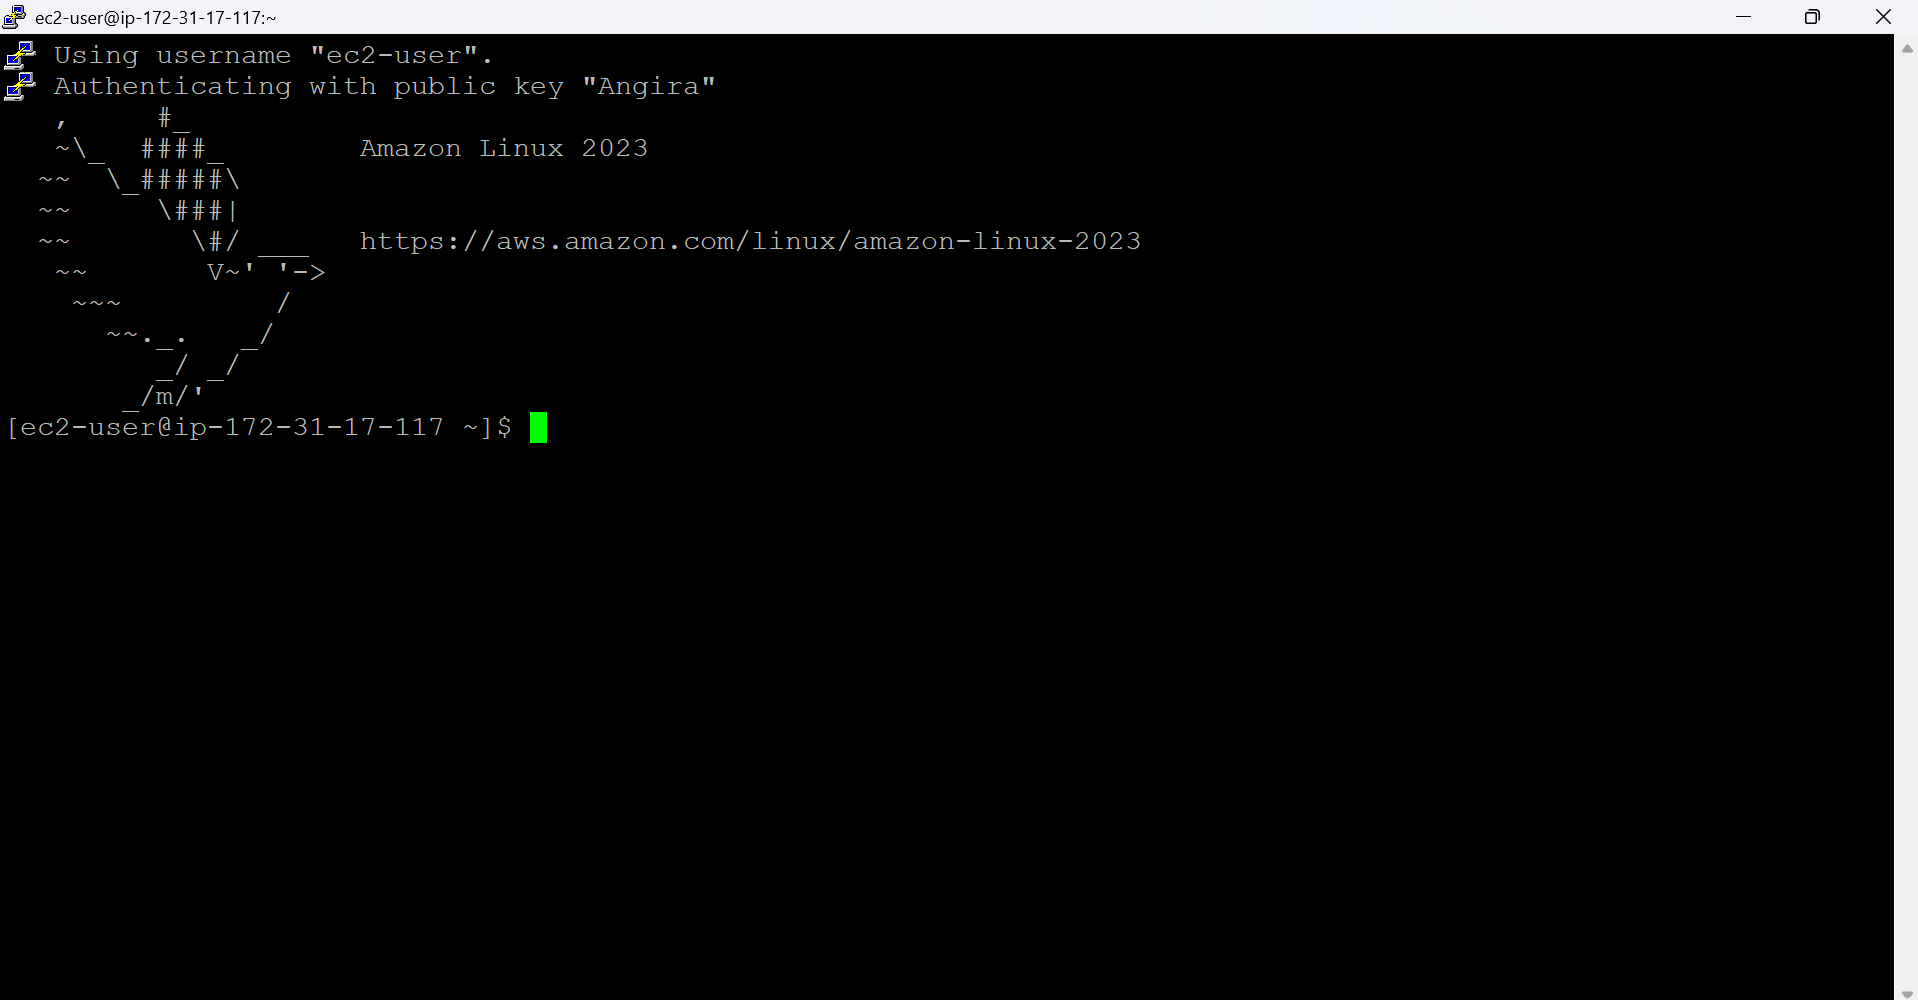 ec2-user@ip-172-31-17-117:~
Using username "ec2-user".
Authenticating with public key "Angira"
   ,     #_
   ~\_  ####_        Amazon Linux 2023
  ~~  \_#####\
  ~~     \###|
  ~~       \#/ ___   https://aws.amazon.com/linux/amazon-linux-2023
   ~~       V~' '->
    ~~~         /
      ~~._.   _/
         _/ _/
       _/m/'
[ec2-user@ip-172-31-17-117 ~]$